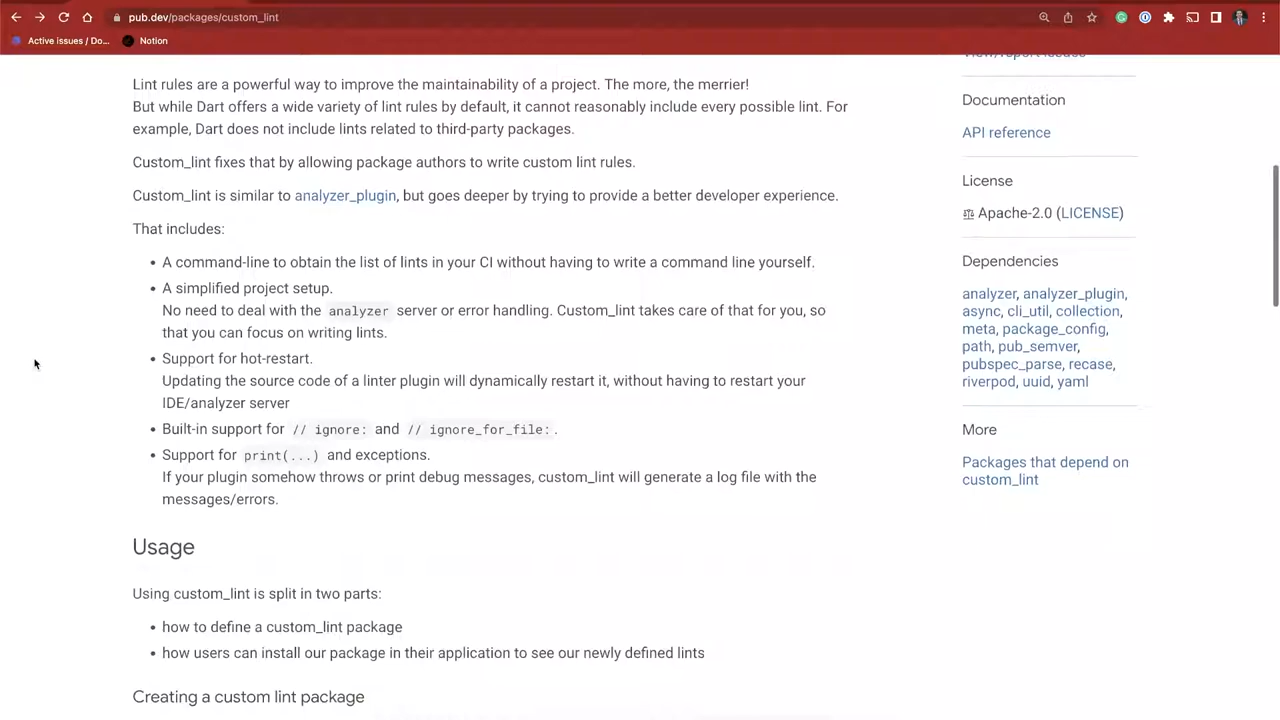 pub.dev/packages/custom_lint
Active issues / Do...
Notion
Lint rules are a powerful way to improve the maintainability of a project. The more, the merrier!
But while Dart offers a wide variety of lint rules by default, it cannot reasonably include every possible lint. For
example, Dart does not include lints related to third-party packages.
Custom_lint fixes that by allowing package authors to write custom lint rules.
Custom_lint is similar to analyzer_plugin, but goes deeper by trying to provide a better developer experience.
That includes:
• A command-line to obtain the list of lints in your CI without having to write a command line yourself.
• A simplified project setup.
No need to deal with the analyzer server or error handling. Custom_lint takes care of that for you, so
that you can focus on writing lints.
• Support for hot-restart.
Updating the source code of a linter plugin will dynamically restart it, without having to restart your
IDE/analyzer server
• Built-in support for // ignore: and // ignore_for_file:.
• Support for print(...) and exceptions.
If your plugin somehow throws or print debug messages, custom_lint will generate a log file with the
messages/errors.
Usage
Using custom_lint is split in two parts:
• how to define a custom_lint package
• how users can install our package in their application to see our newly defined lints
Creating a custom lint package
View/report issues
Documentation
API reference
License
Apache-2.0 (LICENSE)
Dependencies
analyzer, analyzer_plugin,
async, cli_util, collection,
meta, package_config,
path, pub_semver,
pubspec_parse, recase,
riverpod, uuid, yaml
More
Packages that depend on
custom_lint